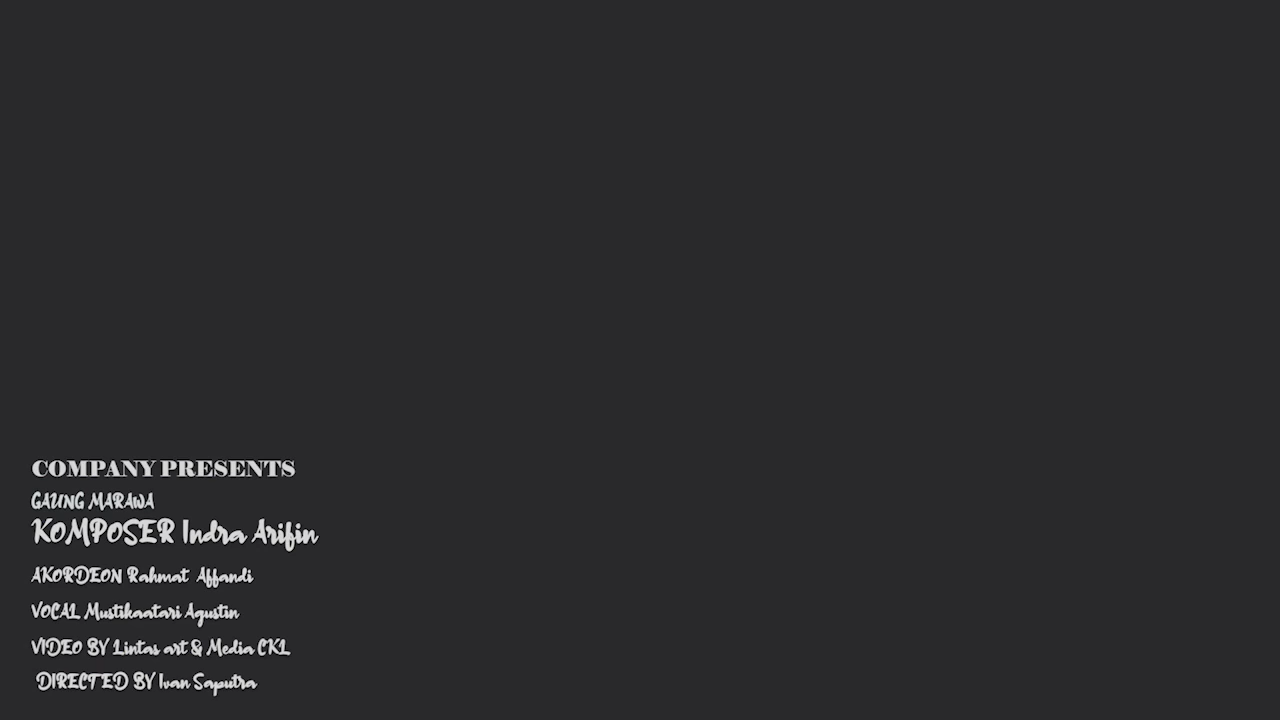 COMPANY PRESENTS
GAUNG MARAWA
KOMPOSER Indra Arifin
AKORDEON Rahmat Affandi
VOCAL Mustikaatari Agustin
VIDEO BY Lintas art & Media CKL
DIRECTED BY Ivan Saputra